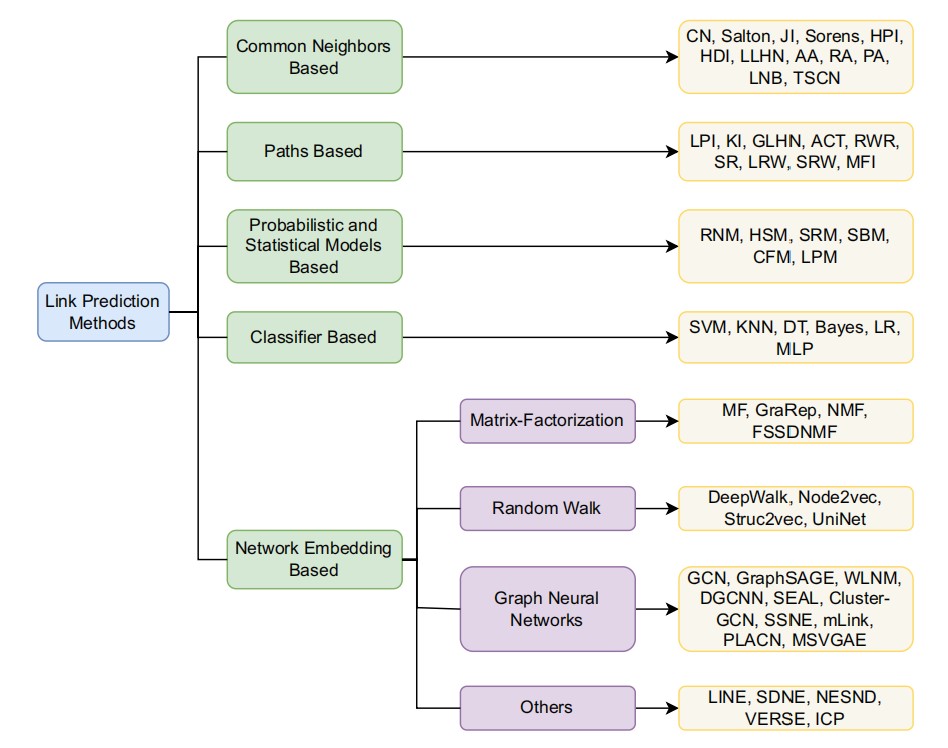 Common Neighbors
Based
CN, Salton, JI, Sorens, HPI,
HDI, LLHN, AA, RA, PA,
LNB, TSCN
Paths Based
LPI, KI, GLHN, ACT, RWR,
SR, LRW, SRW, MFI
Probabilistic and
Statistical Models
Based
RNM, HSM, SRM, SBM,
CFM, LPM
Link Prediction
Methods
Classifier Based
SVM, KNN, DT, Bayes, LR,
MLP
Matrix-Factorization
MF, GraRep, NMF,
FSSDNMF
Random Walk
DeepWalk, Node2vec,
Struc2vec, UniNet
Network Embedding
Based
Graph Neural
Networks
GCN, GraphSAGE, WLNM,
DGCNN, SEAL, Cluster-
GCN, SSNE, mLink,
PLACN, MSVGAE
Others
LINE, SDNE, NESND,
VERSE, ICP